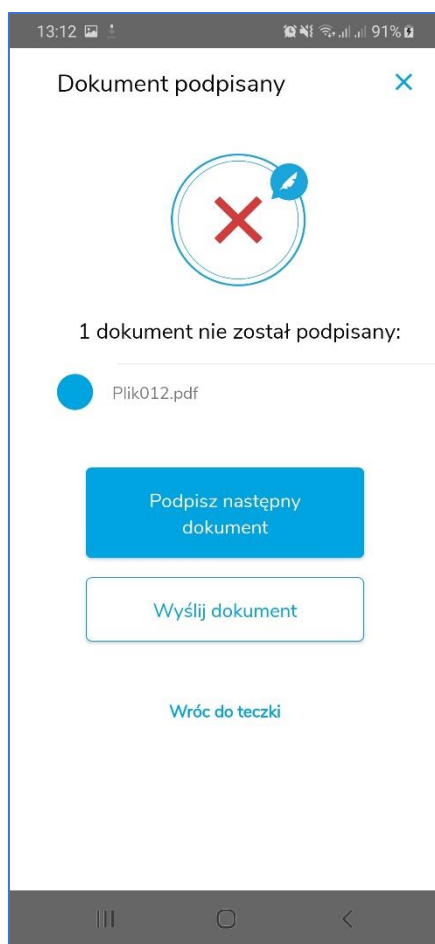 13:12 91%
Dokument podpisany
1 dokument nie został podpisany:
Plik012.pdf
Podpisz następny
dokument
Wyślij dokument
Wróc do teczki